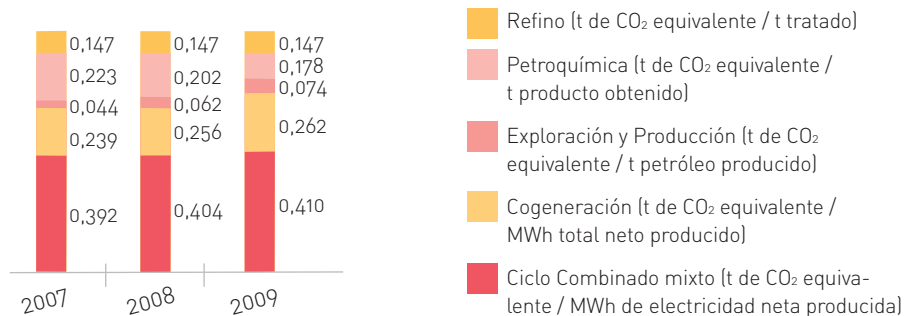 0,147
0,223
0,044
0,239
0,392
0,147
0,202
0,062
0,256
0,404
0,147
0,178
0,074
0,262
0,410
2007
2008
2009
Refino (t de CO₂ equivalente / t tratado)
Petroquímica (t de CO₂ equivalente /
t producto obtenido)
Exploración y Producción (t de CO₂
equivalente / t petróleo producido)
Cogeneración (t de CO₂ equivalente /
MWh total neto producido)
Ciclo Combinado mixto (t de CO₂ equiva-
lente / MWh de electricidad neta producida)